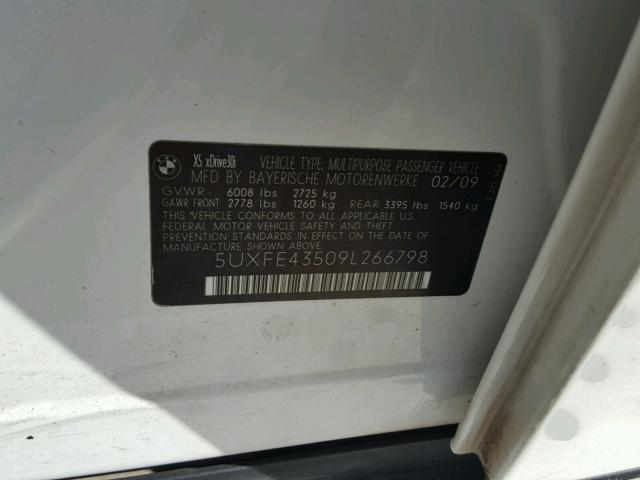 X5 xDrive30i VEHICLE TYPE: MULTIPURPOSE PASSENGER VEHICLE
MFD BY BAYERISCHE MOTORENWERKE 02/09
GVWR- 6008 lbs 2725 kg
GAWR FRONT 2778 lbs 1260 kg REAR 3395 lbs 1540 kg
THIS VEHICLE CONFORMS TO ALL APPLICABLE U.S.
FEDERAL MOTOR VEHICLE SAFETY, BUMPER AND THEFT
PREVENTION STANDARDS IN EFFECT ON THE DATE OF
MANUFACTURE SHOWN ABOVE.
5UXFE43509L266798